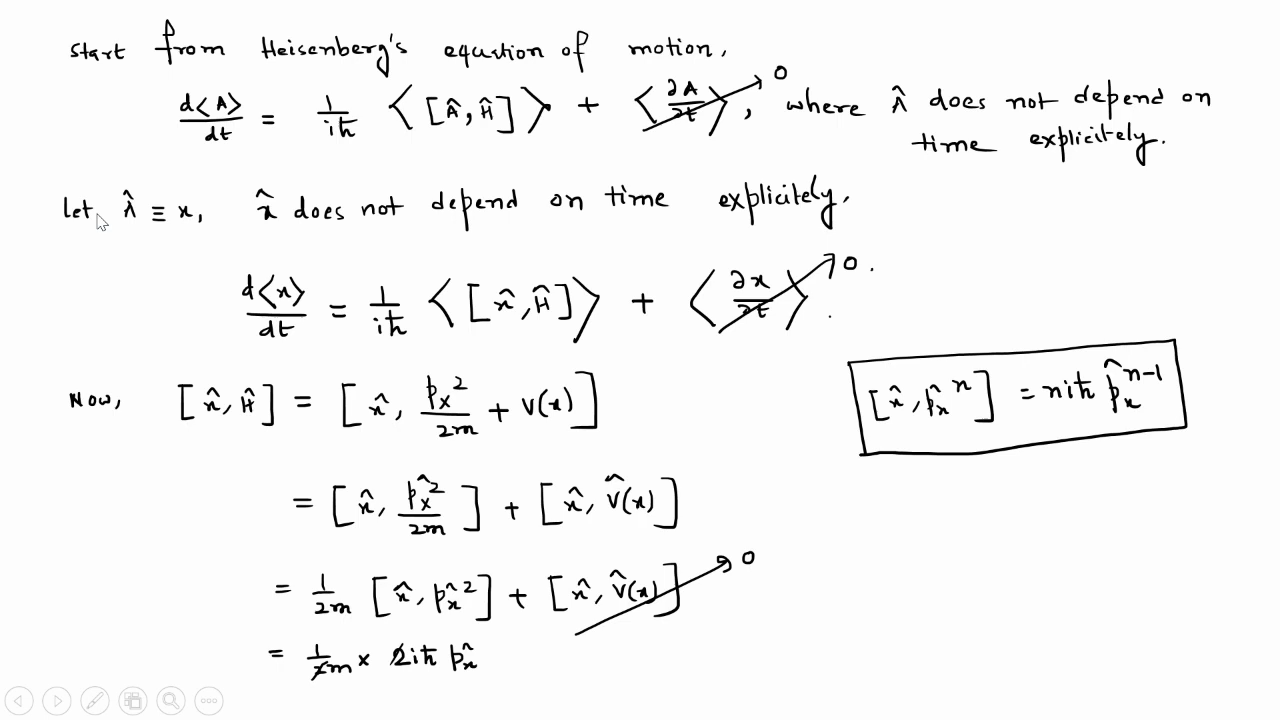 Start from Heisenberg's equation of motion,
d⟨A⟩/dt = 1/iħ ⟨[Â, Ĥ]⟩ + ⟨∂A/∂t⟩→0, where Â does not depend on
time explicitely.
Let, Â ≡ x, x̂ does not depend on time explicitely,
d⟨x⟩/dt = 1/iħ ⟨[x̂, Ĥ]⟩ + ⟨∂x/∂t⟩→0.
Now, [x̂, Ĥ] = [x̂, pₓ²/2m + V(x)]
[x̂, p̂ₓⁿ] = niħ p̂ₓⁿ⁻¹
= [x̂, p̂ₓ²/2m] + [x̂, V̂(x)]
= 1/2m [x̂, p̂ₓ²] + [x̂, V̂(x)]→0
= 1/2m × 2iħ p̂ₓ